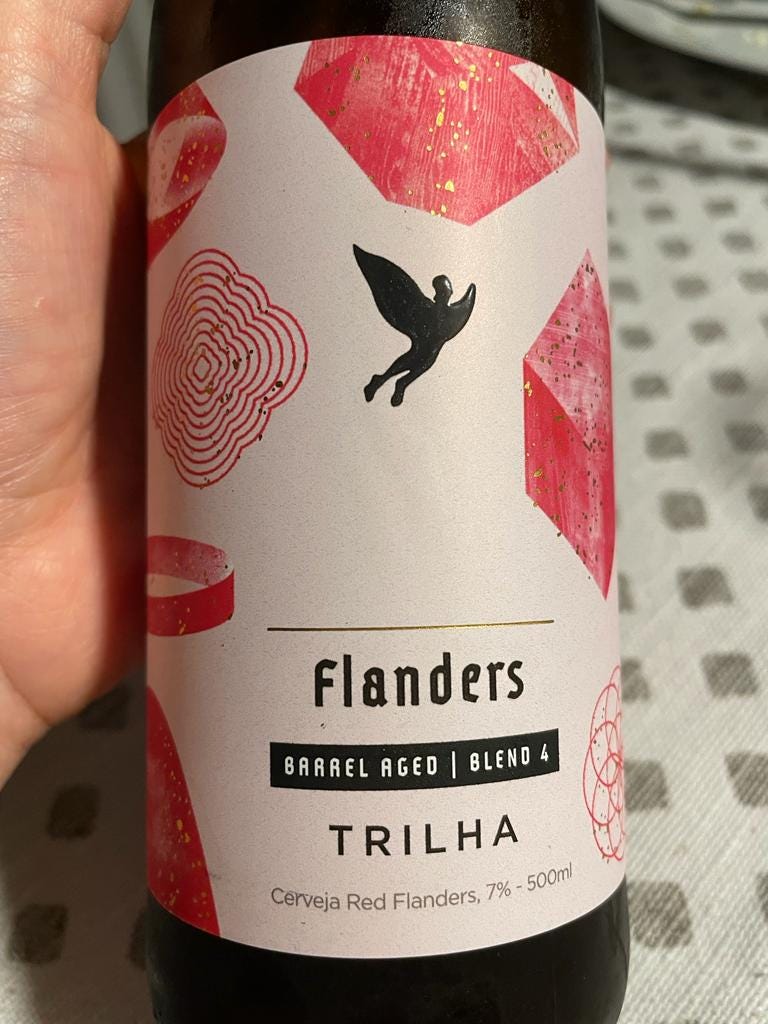 Flanders
BARREL AGED | BLEND 4
TRILHA
Cerveja Red Flanders, 7% - 500ml